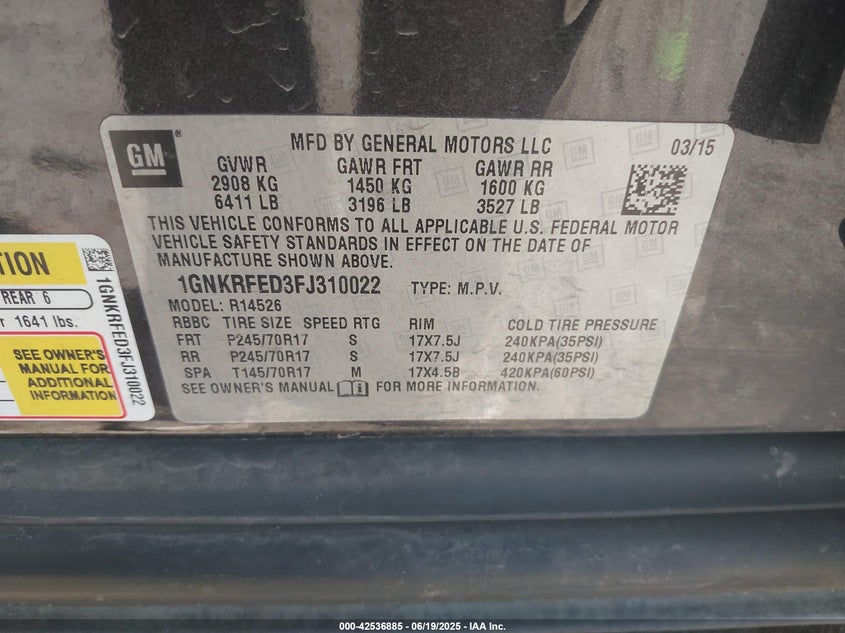 GM
MFD BY GENERAL MOTORS LLC
03/15
GVWR GAWR FRT GAWR RR
2908 KG 1450 KG 1600 KG
6411 LB 3196 LB 3527 LB
THIS VEHICLE CONFORMS TO ALL APPLICABLE U.S. FEDERAL MOTOR
VEHICLE SAFETY STANDARDS IN EFFECT ON THE DATE OF
MANUFACTURE SHOWN ABOVE.
1GNKRFED3FJ310022 TYPE: M.P.V.
MODEL: R14526
RBBC TIRE SIZE SPEED RTG RIM COLD TIRE PRESSURE
FRT P245/70R17 S 17X7.5J 240KPA(35PSI)
RR P245/70R17 S 17X7.5J 240KPA(35PSI)
SPA T145/70R17 M 17X4.5B 420KPA(60PSI)
SEE OWNER'S MANUAL FOR MORE INFORMATION.
REAR 6
1641 lbs.
SEE OWNER'S
MANUAL FOR
ADDITIONAL
INFORMATION
1GNKRFED3FJ310022
000-42536885 - 06/19/2025 - IAA Inc.